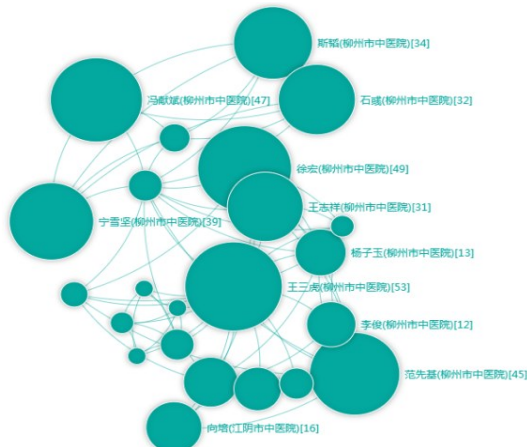 斯韬(柳州市中医院)[34]
冯献斌(柳州市中医院)[47]
石彧(柳州市中医院)[32]
徐宏(柳州市中医院)[49]
王志祥(柳州市中医院)[31]
宁雪坚(柳州市中医院)[39]
杨子玉(柳州市中医院)[13]
王三虎(柳州市中医院)[53]
李俊(柳州市中医院)[12]
范先基(柳州市中医院)[45]
向增(江阴市中医院)[16]